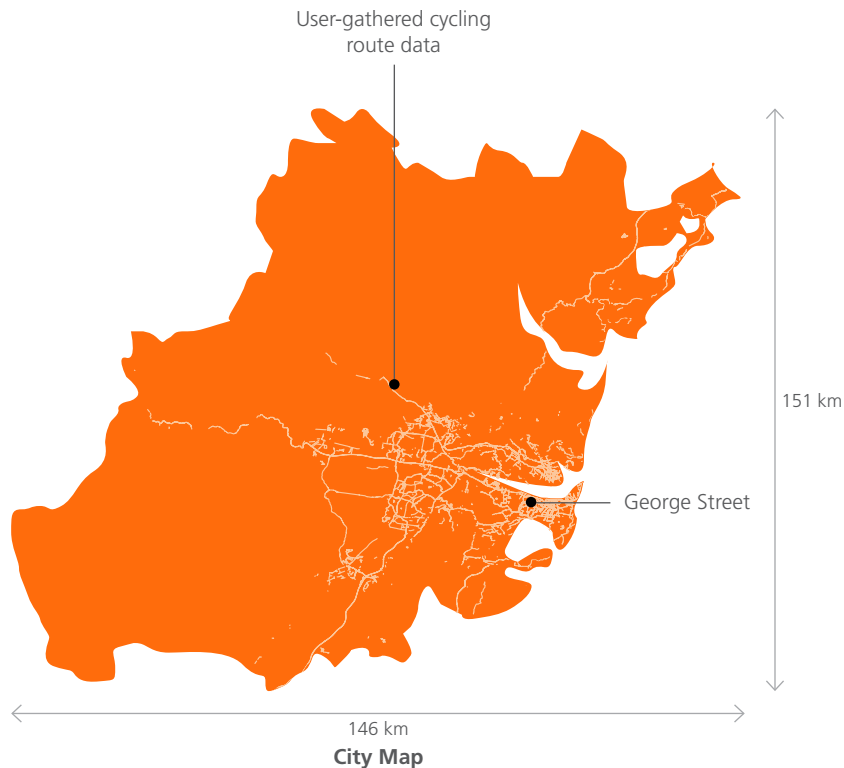 User-gathered cycling
route data
151 km
George Street
146 km
City Map